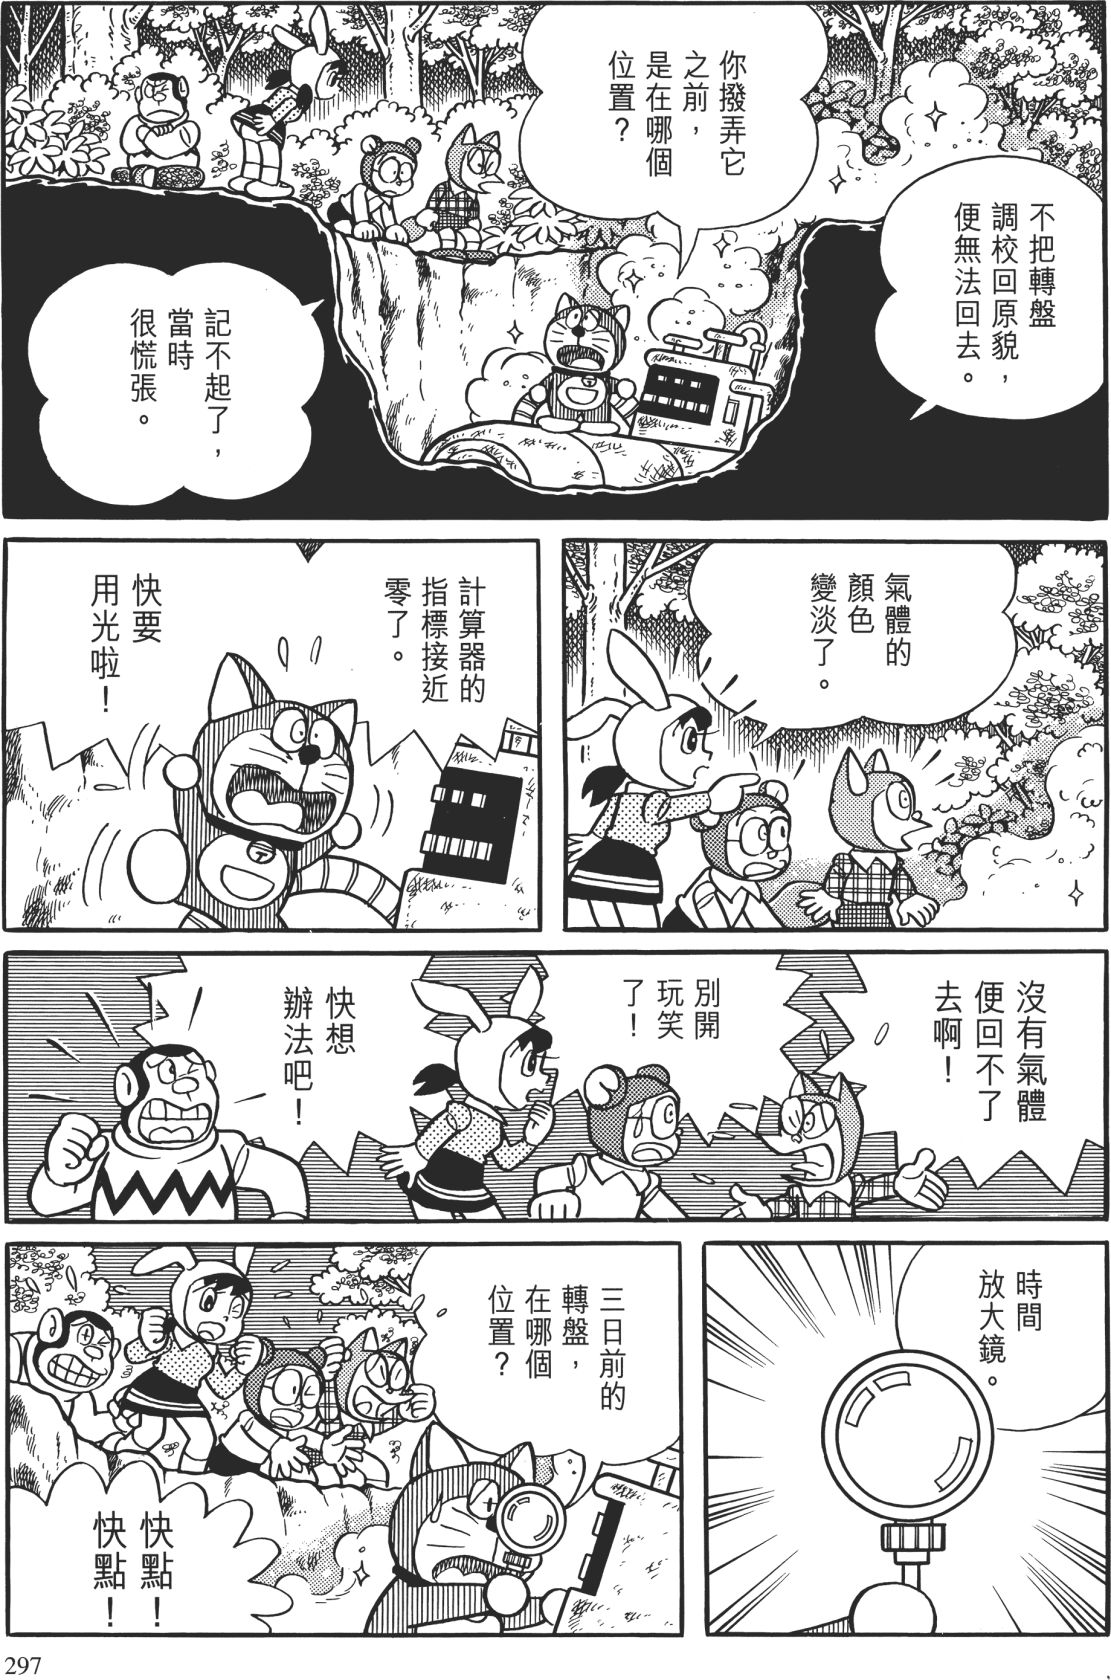 不把轉盤
調校回原貌，
便無法回去。
你撥弄它
之前，
是在哪個
位置？
記不起了，
當時
很慌張。
氣體的
顏色
變淡了。
計算器的
指標接近
零了。
快要
用光啦！
沒有氣體
便回不了
去啊！
別開
玩笑
了！
快想
辦法吧！
時間
放大鏡。
三日前的
轉盤，
在哪個
位置？
快點！
快點！
297